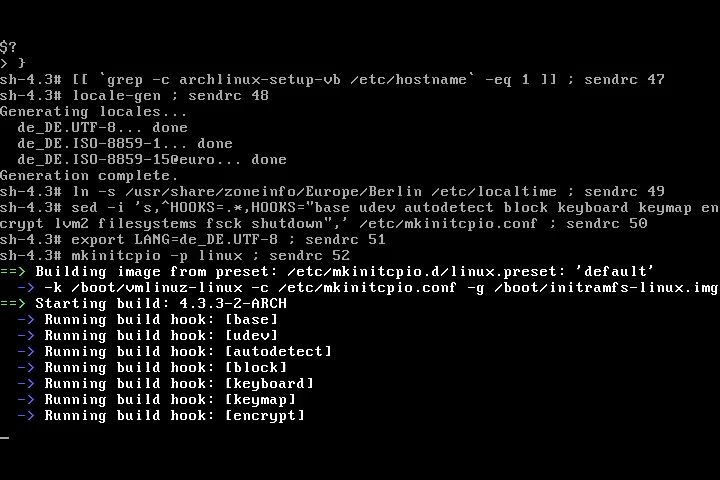 $?
> }
sh-4.3# [[ `grep -c archlinux-setup-vb /etc/hostname` -eq 1 ]] ; sendrc 47
sh-4.3# locale-gen ; sendrc 48
Generating locales...
  de_DE.UTF-8... done
  de_DE.ISO-8859-1... done
  de_DE.ISO-8859-15@euro... done
Generation complete.
sh-4.3# ln -s /usr/share/zoneinfo/Europe/Berlin /etc/localtime ; sendrc 49
sh-4.3# sed -i 's,^HOOKS=.*,HOOKS="base udev autodetect block keyboard keymap en
crypt lvm2 filesystems fsck shutdown",' /etc/mkinitcpio.conf ; sendrc 50
sh-4.3# export LANG=de_DE.UTF-8 ; sendrc 51
sh-4.3# mkinitcpio -p linux ; sendrc 52
==> Building image from preset: /etc/mkinitcpio.d/linux.preset: 'default'
  -> -k /boot/vmlinuz-linux -c /etc/mkinitcpio.conf -g /boot/initramfs-linux.img
==> Starting build: 4.3.3-2-ARCH
  -> Running build hook: [base]
  -> Running build hook: [udev]
  -> Running build hook: [autodetect]
  -> Running build hook: [block]
  -> Running build hook: [keyboard]
  -> Running build hook: [keymap]
  -> Running build hook: [encrypt]